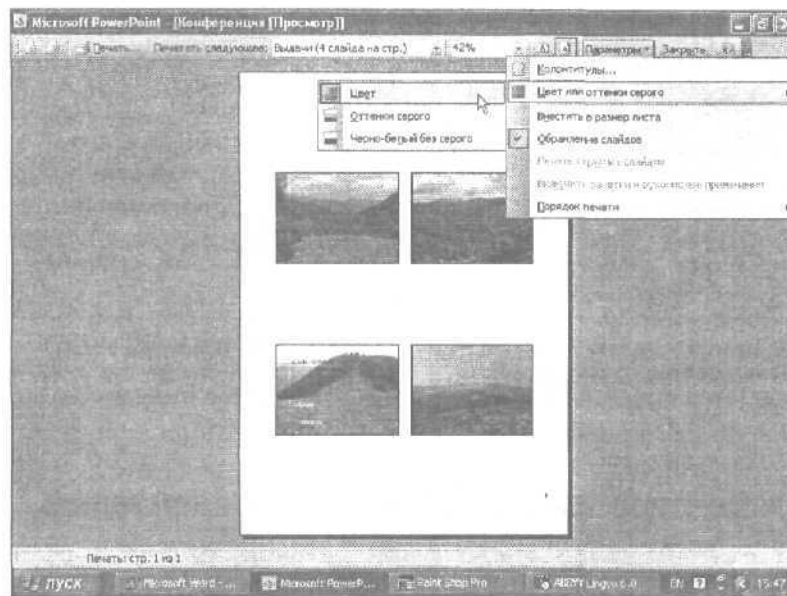 Microsoft PowerPoint - [Конференция [Просмотр]]
Печать... Печатать следующее: Выдачи (4 слайда на стр.) 42% Параметры Закрыть
Колонтитулы...
Цвет или оттенки серого
Цвет
Оттенки серого
Черно-белый без серого
Вместить в размер листа
Обрамление слайдов
Порядок печати
Печать: стр. 1 из 1
пуск Microsoft Word - ... Microsoft PowerP... Paint Shop Pro ABBYY Lingvo 6.0 EN 15:47